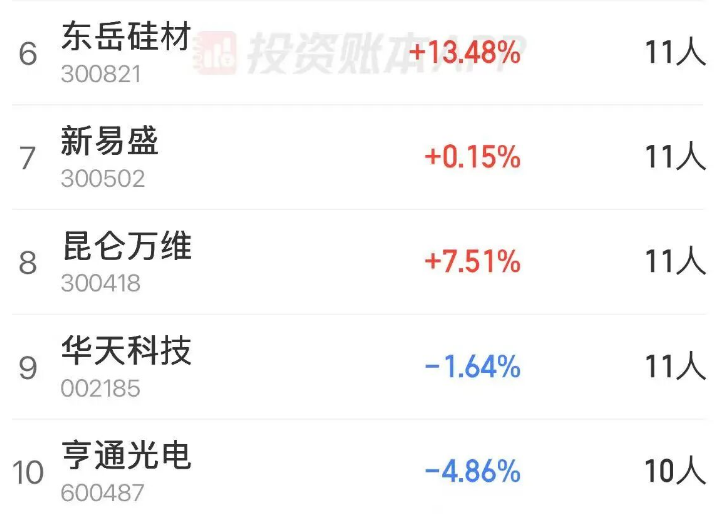 6
东岳硅材
300821
+13.48%
11人
投资账本APP
7
新易盛
300502
+0.15%
11人
8
昆仑万维
300418
+7.51%
11人
9
华天科技
002185
-1.64%
11人
10
亨通光电
600487
-4.86%
10人